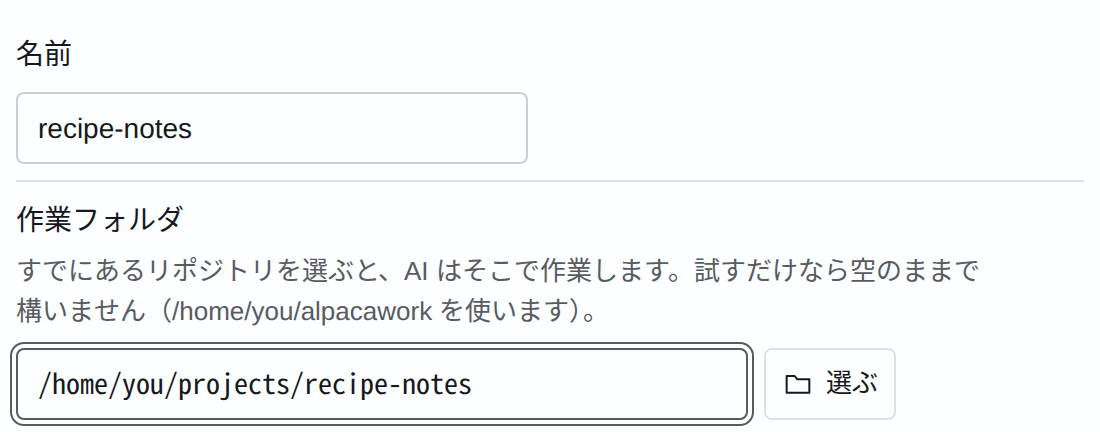 名前
recipe-notes
作業フォルダ
すでにあるリポジトリを選ぶと、AI はそこで作業します。試すだけなら空のままで
構いません（/home/you/alpacawork を使います）。
/home/you/projects/recipe-notes
選ぶ